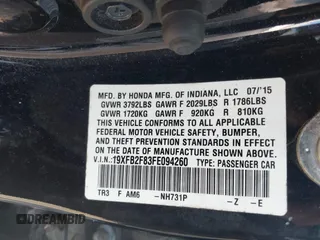 MFD. BY HONDA MFG. OF INDIANA, LLC 07/'15
GVWR 3792LBS GAWR F 2029LBS R 1786LBS
GVWR 1720KG GAWR F 920KG R 810KG
THIS VEHICLE CONFORMS TO ALL APPLICABLE
FEDERAL MOTOR VEHICLE SAFETY, BUMPER,
AND THEFT PREVENTION STANDARDS IN EFFECT
ON THE DATE OF MANUFACTURE SHOWN ABOVE.
V.I.N.: 19XFB2F83FE094260 TYPE: PASSENGER CAR
TR3 F AM6 -NH731P -Z -E
AUTOBIDMASTER